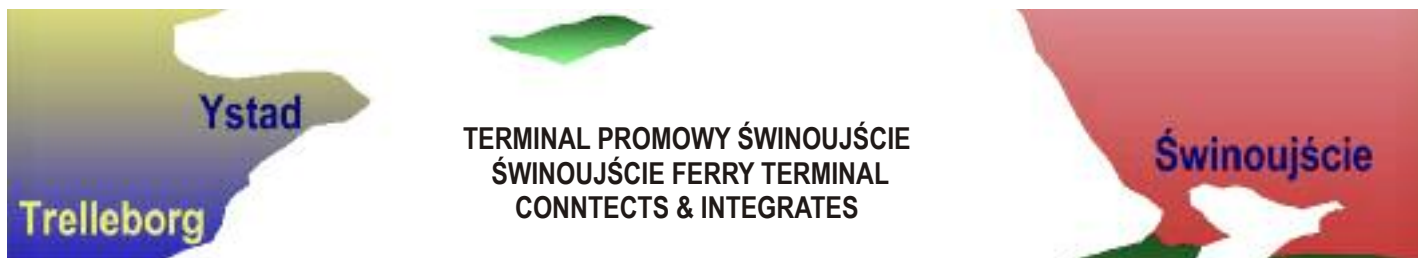 Ystad
Trelleborg
TERMINAL PROMOWY ŚWINOUJŚCIE
ŚWINOUJŚCIE FERRY TERMINAL
CONNTECTS & INTEGRATES
Świnoujście